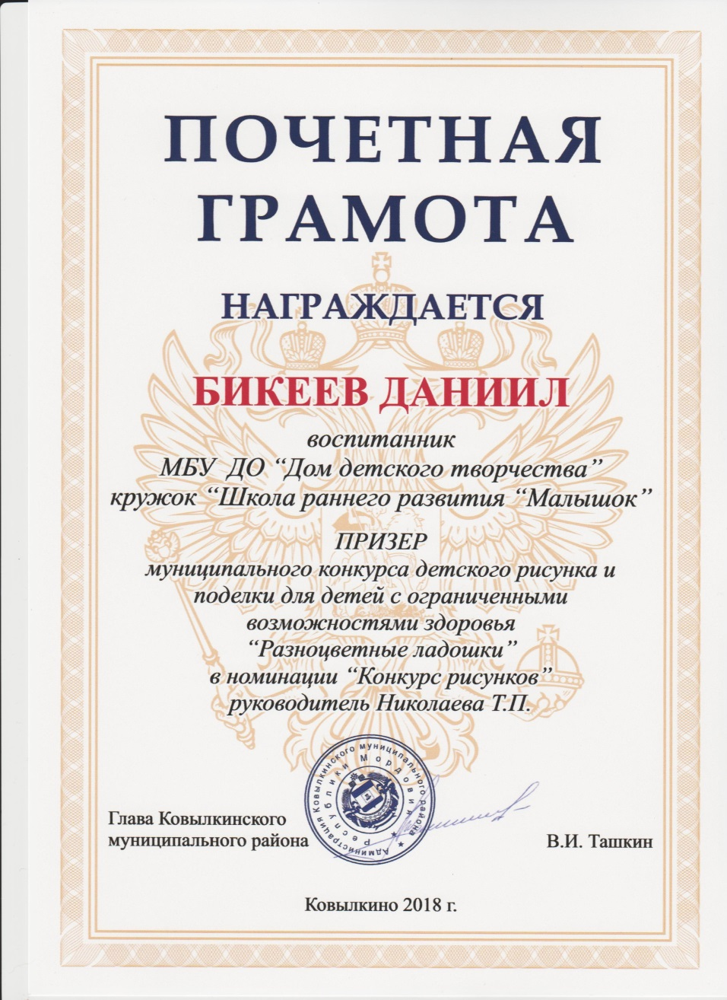 ПОЧЕТНАЯ
ГРАМОТА
НАГРАЖДАЕТСЯ
БИКЕЕВ ДАНИИЛ
воспитанник
МБУ ДО “Дом детского творчества”
кружок “Школа раннего развития “Малышок”
ПРИЗЕР
муниципального конкурса детского рисунка и
поделки для детей с ограниченными
возможностями здоровья
“Разноцветные ладошки”
в номинации “Конкурс рисунков”
руководитель Николаева Т.П.
Администрация Ковылкинского муниципального района
Республики Мордовия
Глава Ковылкинского
муниципального района
В.И. Ташкин
Ковылкино 2018 г.